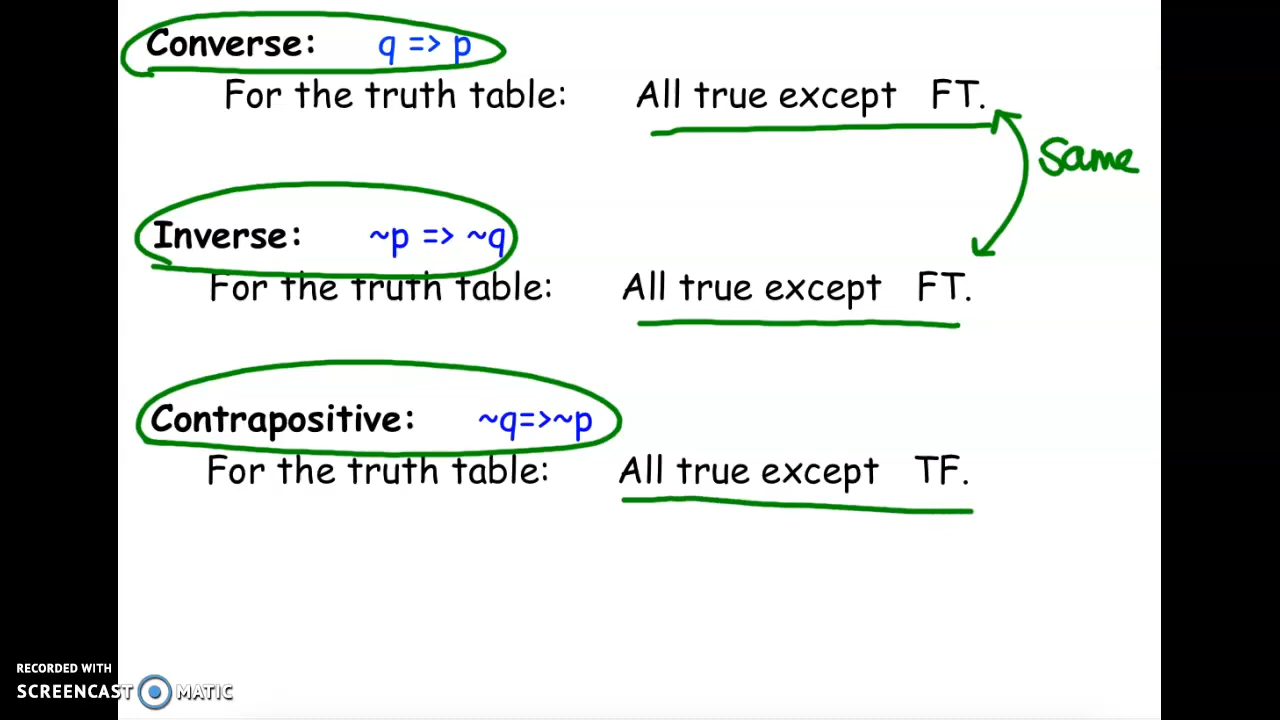 Converse: q => p
For the truth table: All true except FT.
Same
Inverse: ~p => ~q
For the truth table: All true except FT.
Contrapositive: ~q=>~p
For the truth table: All true except TF.
RECORDED WITH
SCREENCAST MATIC